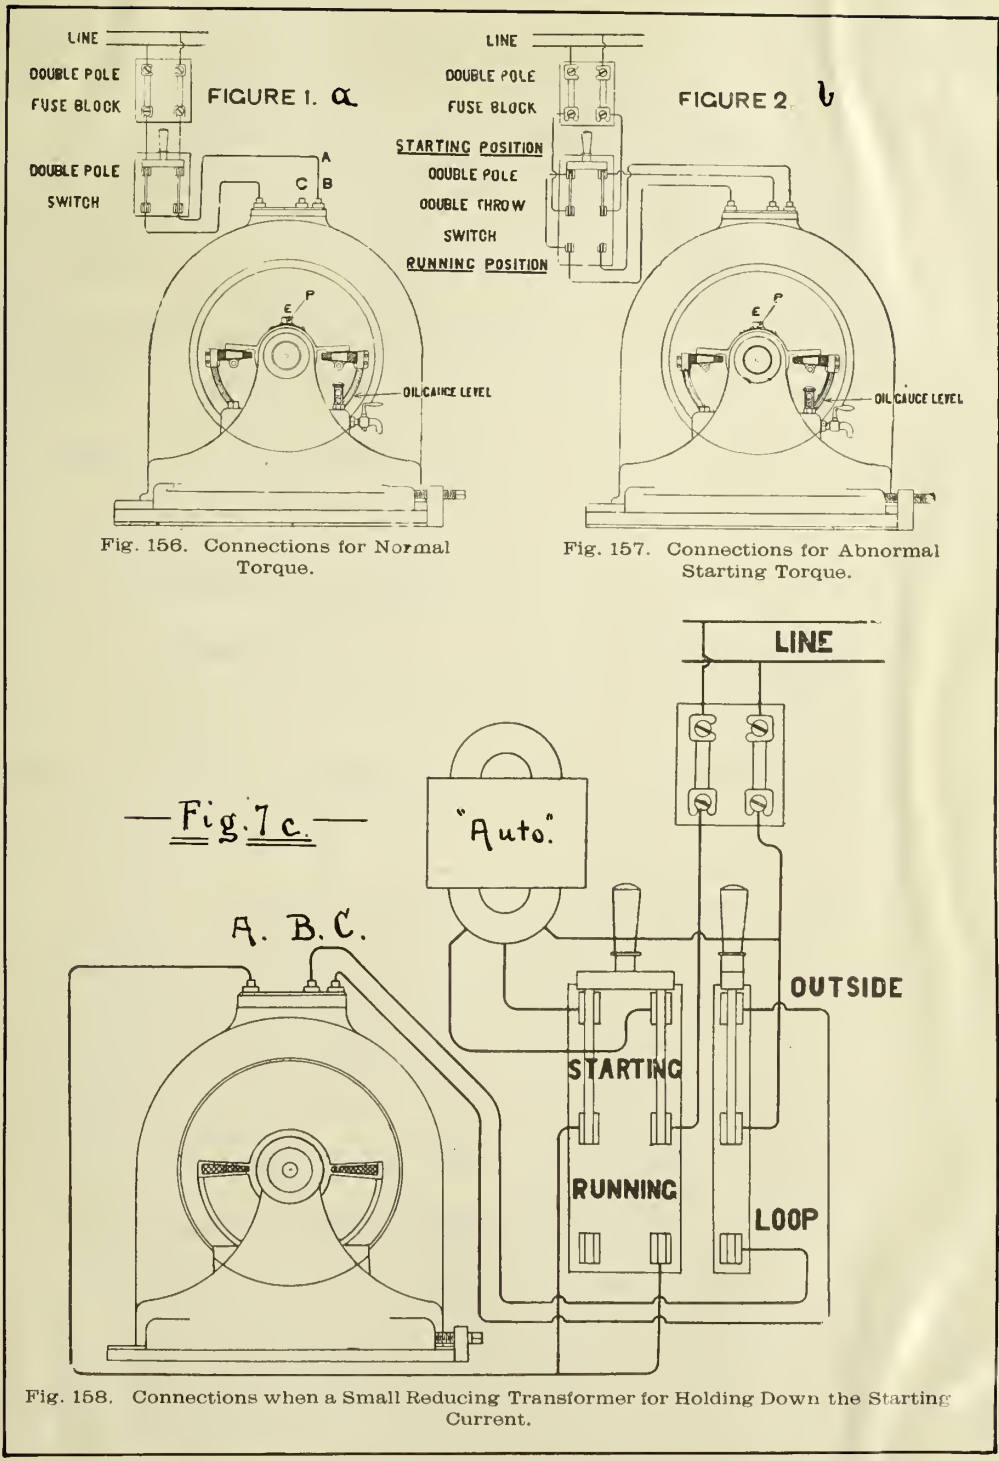 LINE
DOUBLE POLE
FUSE BLOCK
FIGURE 1. a
DOUBLE POLE
SWITCH
A
C B
E P
OIL GAUGE LEVEL
Fig. 156. Connections for Normal
Torque.
LINE
DOUBLE POLE
FUSE BLOCK
FIGURE 2 b
STARTING POSITION
DOUBLE POLE
DOUBLE THROW
SWITCH
RUNNING POSITION
E P
OIL GAUGE LEVEL
Fig. 157. Connections for Abnormal
Starting Torque.
LINE
Fig. 7 c.
"Auto".
A. B. C.
OUTSIDE
STARTING
RUNNING
LOOP
Fig. 158. Connections when a Small Reducing Transformer for Holding Down the Starting
Current.